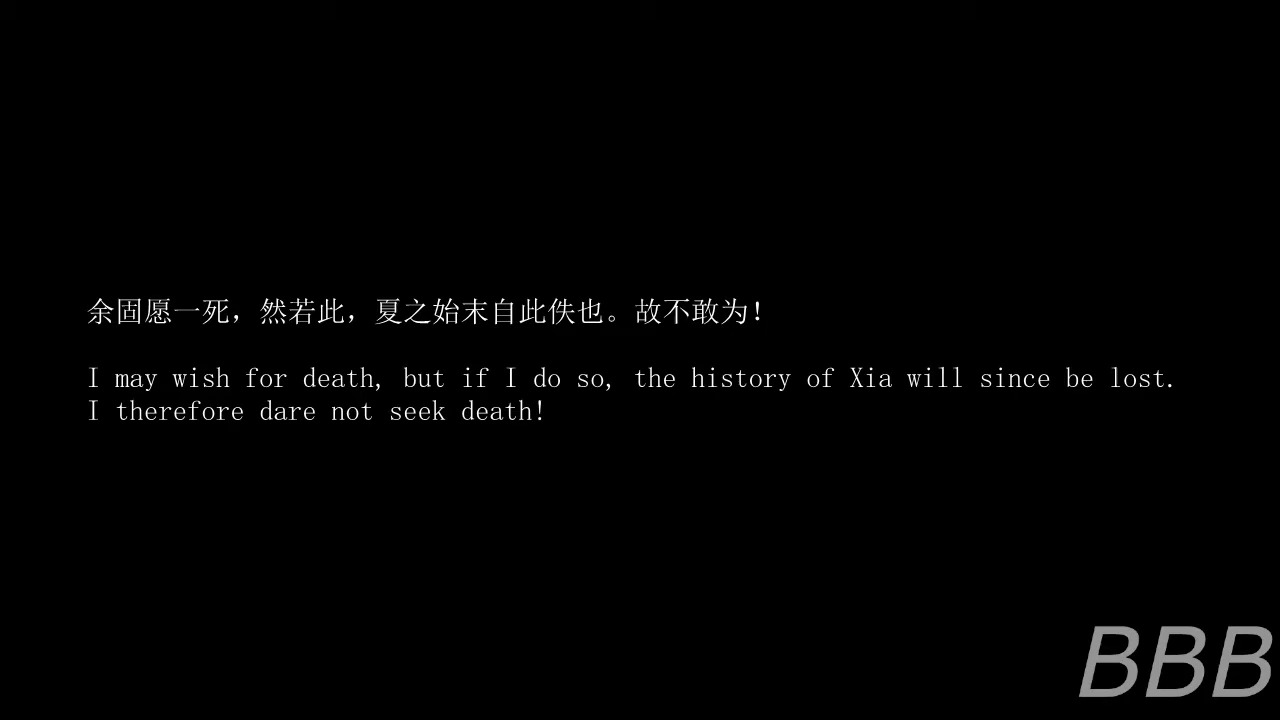 余固愿一死，然若此，夏之始末自此佚也。故不敢为！
I may wish for death, but if I do so, the history of Xia will since be lost.
I therefore dare not seek death!
BBB